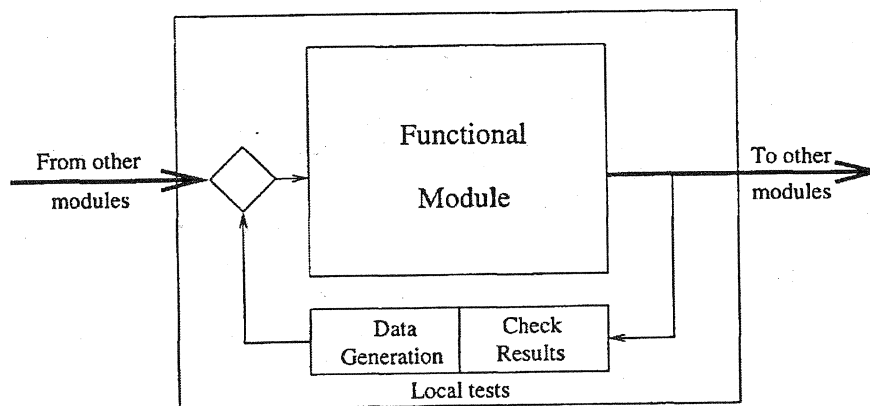 From other
modules
Functional
Module
To other
modules
Data
Generation
Check
Results
Local tests